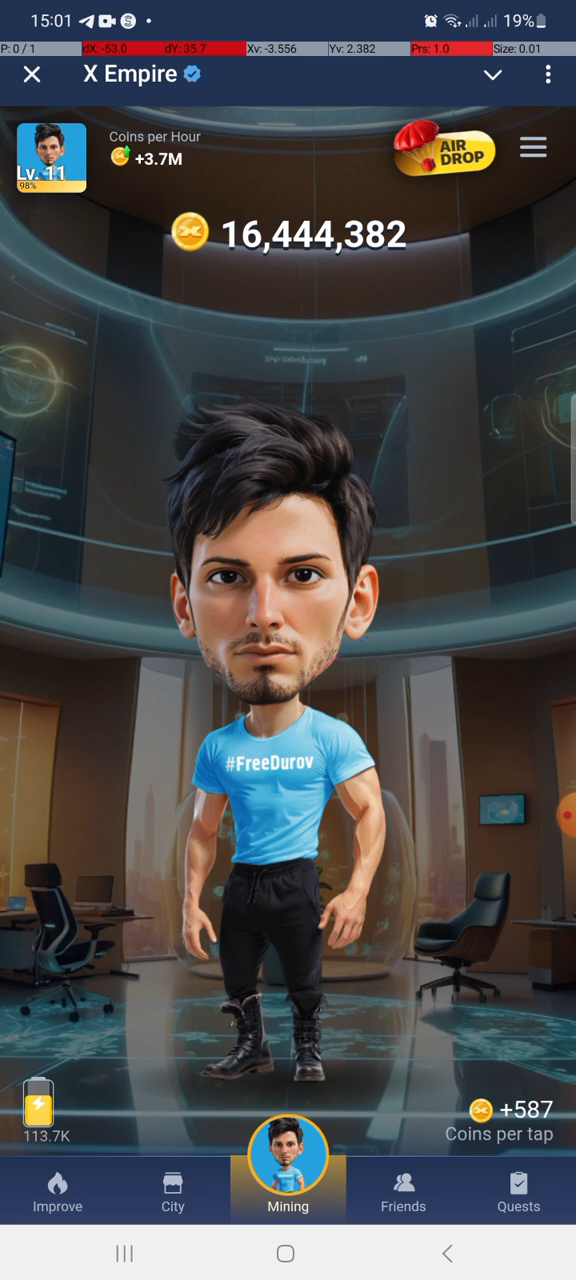 15:01
19%
P: 0 / 1 dX: -53.0 dY: 35.7 Xv: -3.556 Yv: 2.382 Prs: 1.0 Size: 0.01
X Empire
Coins per Hour
+3.7M
Lv. 11
98%
AIR
DROP
16,444,382
#FreeDurov
113.7K
+587
Coins per tap
Improve
City
Mining
Friends
Quests